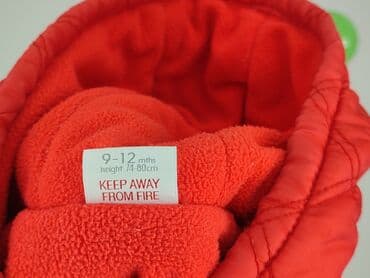 9-12 mths
height 74-80cm
KEEP AWAY
FROM FIRE